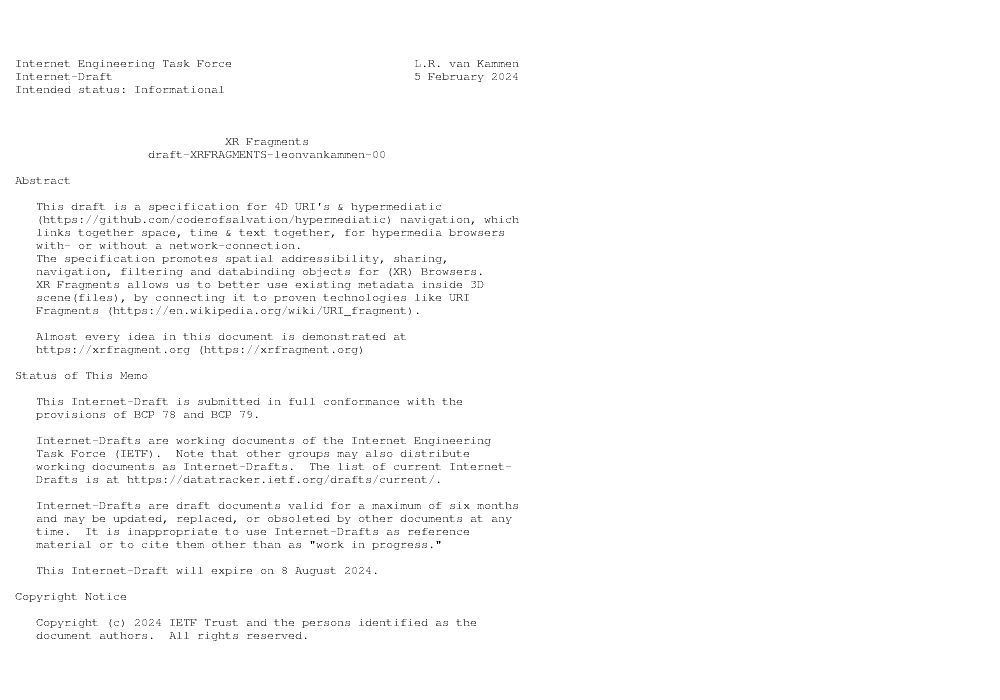 Internet Engineering Task Force                          L.R. van Kammen
Internet-Draft                                           5 February 2024
Intended status: Informational
XR Fragments
draft-XRFRAGMENTS-leonvankammen-00
Abstract
This draft is a specification for 4D URI's & hypermediatic
(https://github.com/coderofsalvation/hypermediatic) navigation, which
links together space, time & text together, for hypermedia browsers
with- or without a network-connection.
The specification promotes spatial addressibility, sharing,
navigation, filtering and databinding objects for (XR) Browsers.
XR Fragments allows us to better use existing metadata inside 3D
scene(files), by connecting it to proven technologies like URI
Fragments (https://en.wikipedia.org/wiki/URI_fragment).
Almost every idea in this document is demonstrated at
https://xrfragment.org (https://xrfragment.org)
Status of This Memo
This Internet-Draft is submitted in full conformance with the
provisions of BCP 78 and BCP 79.
Internet-Drafts are working documents of the Internet Engineering
Task Force (IETF).  Note that other groups may also distribute
working documents as Internet-Drafts.  The list of current Internet-
Drafts is at https://datatracker.ietf.org/drafts/current/.
Internet-Drafts are draft documents valid for a maximum of six months
and may be updated, replaced, or obsoleted by other documents at any
time.  It is inappropriate to use Internet-Drafts as reference
material or to cite them other than as "work in progress."
This Internet-Draft will expire on 8 August 2024.
Copyright Notice
Copyright (c) 2024 IETF Trust and the persons identified as the
document authors.  All rights reserved.